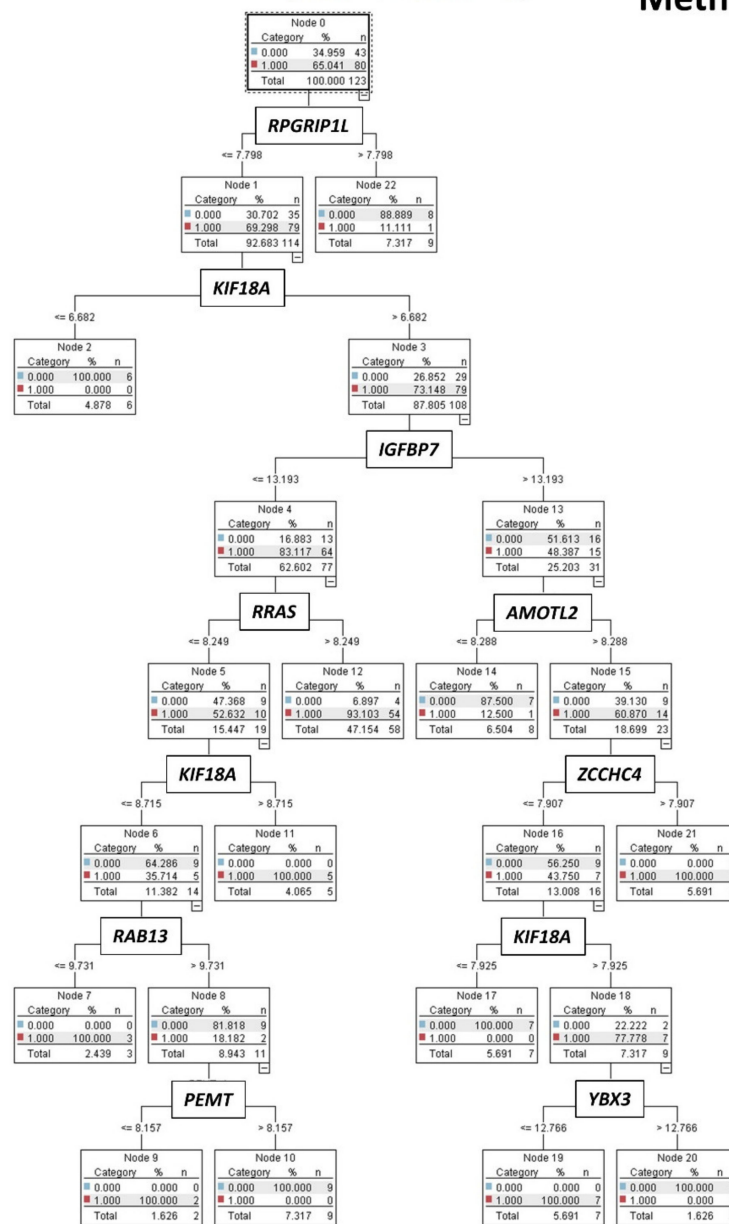 Meth
Node 0
Category % n
0.000 34.959 43
1.000 65.041 80
Total 100.000 123
RPGRIP1L
<= 7.798 > 7.798
Node 1
Category % n
0.000 30.702 35
1.000 69.298 79
Total 92.683 114
Node 22
Category % n
0.000 88.889 8
1.000 11.111 1
Total 7.317 9
KIF18A
<= 6.682 > 6.682
Node 2
Category % n
0.000 100.000 6
1.000 0.000 0
Total 4.878 6
Node 3
Category % n
0.000 26.852 29
1.000 73.148 79
Total 87.805 108
IGFBP7
<= 13.193 > 13.193
Node 4
Category % n
0.000 16.883 13
1.000 83.117 64
Total 62.602 77
Node 13
Category % n
0.000 51.613 16
1.000 48.387 15
Total 25.203 31
RRAS AMOTL2
<= 8.249 > 8.249 <= 8.288 > 8.288
Node 5
Category % n
0.000 47.368 9
1.000 52.632 10
Total 15.447 19
Node 12
Category % n
0.000 6.897 4
1.000 93.103 54
Total 47.154 58
Node 14
Category % n
0.000 87.500 7
1.000 12.500 1
Total 6.504 8
Node 15
Category % n
0.000 39.130 9
1.000 60.870 14
Total 18.699 23
KIF18A ZCCHC4
<= 8.715 > 8.715 <= 7.907 > 7.907
Node 6
Category % n
0.000 64.286 9
1.000 35.714 5
Total 11.382 14
Node 11
Category % n
0.000 0.000 0
1.000 100.000 5
Total 4.065 5
Node 16
Category % n
0.000 56.250 9
1.000 43.750 7
Total 13.008 16
Node 21
Category %
0.000 0.000
1.000 100.000
Total 5.691
RAB13 KIF18A
<= 9.731 > 9.731 <= 7.925 > 7.925
Node 7
Category % n
0.000 0.000 0
1.000 100.000 3
Total 2.439 3
Node 8
Category % n
0.000 81.818 9
1.000 18.182 2
Total 8.943 11
Node 17
Category % n
0.000 100.000 7
1.000 0.000 0
Total 5.691 7
Node 18
Category % n
0.000 22.222 2
1.000 77.778 7
Total 7.317 9
PEMT YBX3
<= 8.157 > 8.157 <= 12.766 > 12.766
Node 9
Category % n
0.000 0.000 0
1.000 100.000 2
Total 1.626 2
Node 10
Category % n
0.000 100.000 9
1.000 0.000 0
Total 7.317 9
Node 19
Category % n
0.000 0.000 0
1.000 100.000 7
Total 5.691 7
Node 20
Category %
0.000 100.000
1.000 0.000
Total 1.626